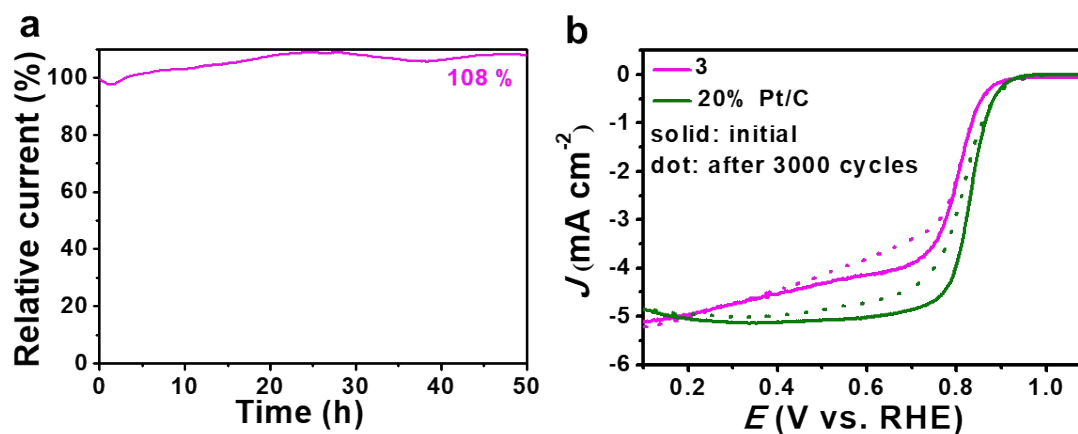 a
Relative current (%)
100
80
60
40
20
0
108 %
0
10
20
30
40
50
Time (h)
b
J (mA cm-2)
0
-1
-2
-3
-4
-5
-6
3
20% Pt/C
solid: initial
dot: after 3000 cycles
0.2
0.4
0.6
0.8
1.0
E (V vs. RHE)